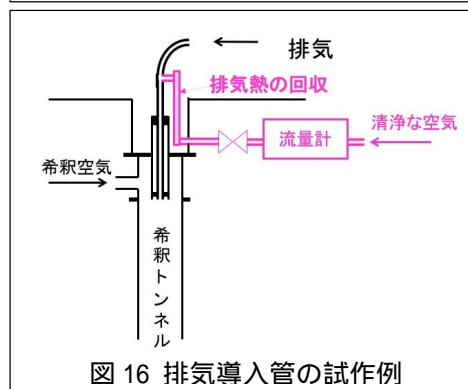 排気
排気熱の回収
清浄な空気
流量計
希釈空気
希釈トンネル
図 16 排気導入管の試作例